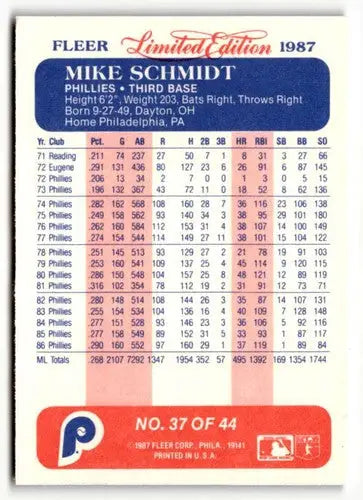 FLEER Limited Edition 1987
MIKE SCHMIDT
PHILLIES • THIRD BASE
Height 6'2", Weight 203, Bats Right, Throws Right
Born 9-27-49, Dayton, OH
Home Philadelphia, PA
Yr. Club Pct. G AB R H 2B 3B HR RBI SB BB SO
71 Reading .211 74 237 27 50 7 1 8 31 3 27 66
72 Eugene .291 131 436 80 127 23 6 26 91 6 87 145
72 Phillies .206 13 34 2 7 0 0 1 3 0 5 15
73 Phillies .196 132 367 43 72 11 0 18 52 8 62 136
74 Phillies .282 162 568 108 160 28 7 36 116 23 106 138
75 Phillies .249 158 562 93 140 34 3 38 95 29 101 180
76 Phillies .262 160 584 112 153 31 4 38 107 14 100 149
77 Phillies .274 154 544 114 149 27 11 38 101 15 104 122
78 Phillies .251 145 513 93 129 27 2 21 78 19 91 103
79 Phillies .253 160 541 109 137 25 4 45 114 9 120 115
80 Phillies .286 150 548 104 157 25 8 48 121 12 89 119
81 Phillies .316 102 354 78 112 19 2 31 91 12 73 71
82 Phillies .280 148 514 108 144 26 3 35 87 14 107 131
83 Phillies .255 154 534 104 136 16 4 40 109 7 128 148
84 Phillies .277 151 528 93 146 23 3 36 106 5 92 116
85 Phillies .277 158 549 89 152 31 5 33 93 1 87 117
86 Phillies .290 160 552 97 160 29 1 37 119 1 89 84
ML Totals .268 2107 7292 1347 1954 352 57 495 1392 169 1354 1744
P
NO. 37 OF 44
©1987 FLEER CORP., PHILA., 19141
PRINTED IN U.S.A.